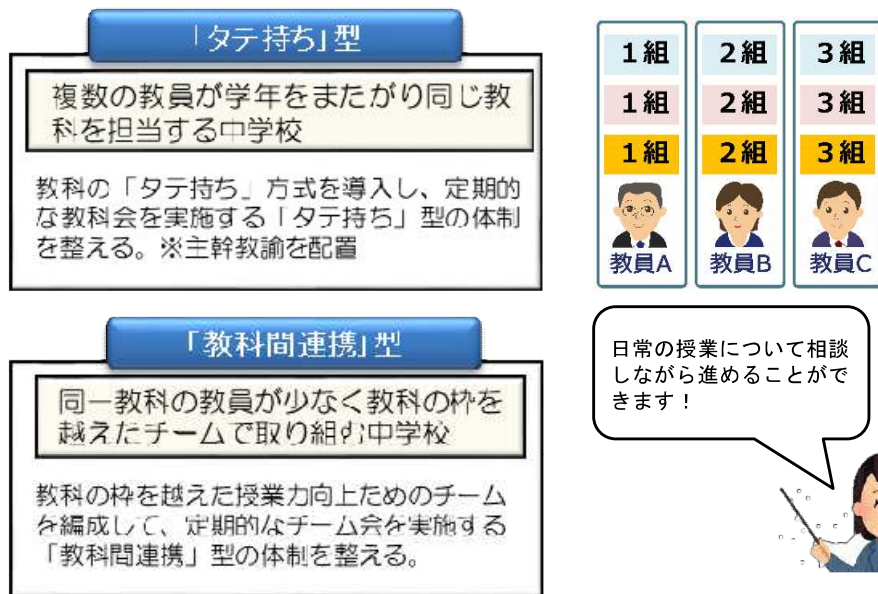 「タテ持ち」型
複数の教員が学年をまたがり同じ教
科を担当する中学校
教科の「タテ持ち」方式を導入し、定期的
な教科会を実施する「タテ持ち」型の体制
を整える。※主幹教諭を配置
1組 2組 3組
1組 2組 3組
1組 2組 3組
教員A 教員B 教員C
「教科間連携」型
同一教科の教員が少なく教科の枠を
越えたチームで取り組む中学校
教科の枠を越えた授業力向上ためのチーム
を編成して、定期的なチーム会を実施する
「教科間連携」型の体制を整える。
日常の授業について相談
しながら進めることがで
きます！